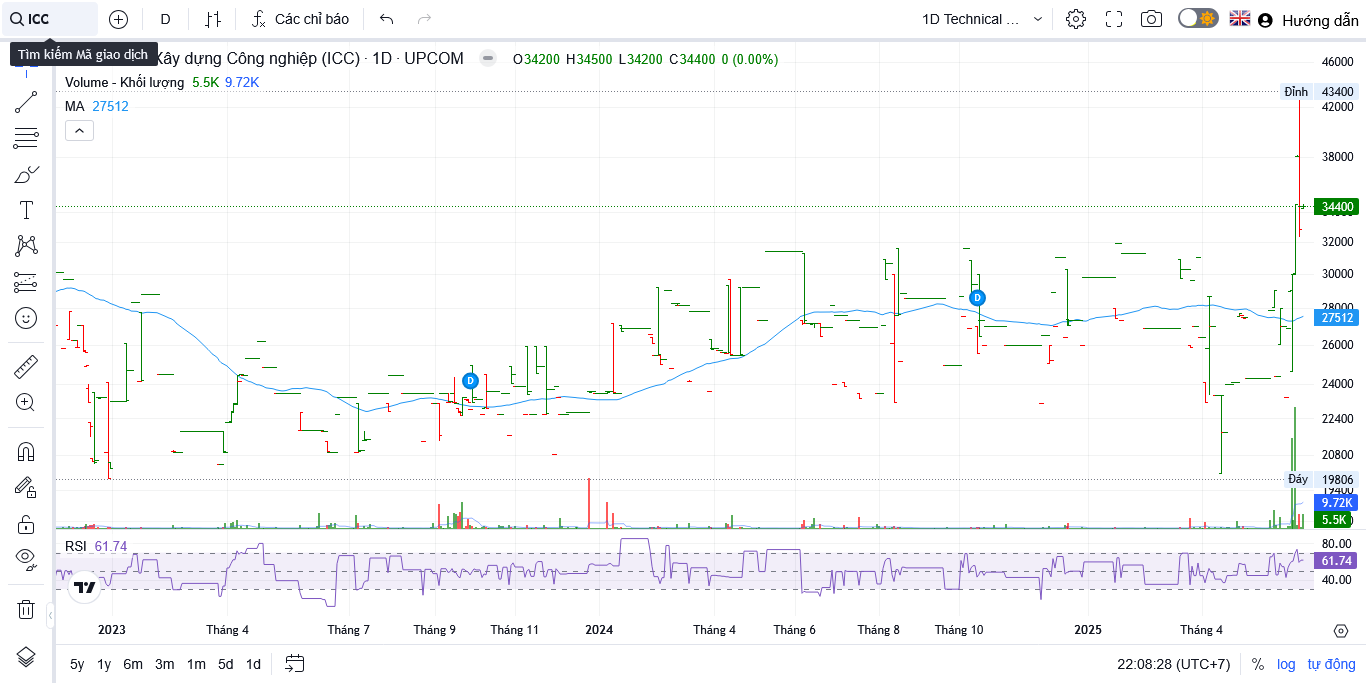 ICC
D
Các chỉ báo
1D Technical ...
Hướng dẫn
Tìm kiếm Mã giao dịch
Xây dựng Công nghiệp (ICC) · 1D · UPCOM
O34200 H34500 L34200 C34400 0 (0.00%)
Volume - Khối lượng 5.5K 9.72K
MA 27512
46000
Đỉnh 43400
42000
38000
34400
32000
30000
28000
27512
26000
24000
22400
20800
Đáy 19806
19400
9.72K
5.5K
D
D
RSI 61.74
80.00
61.74
40.00
2023 Tháng 4 Tháng 7 Tháng 9 Tháng 11 2024 Tháng 4 Tháng 6 Tháng 8 Tháng 10 2025 Tháng 4
5y 1y 6m 3m 1m 5d 1d
22:08:28 (UTC+7) % log tự động